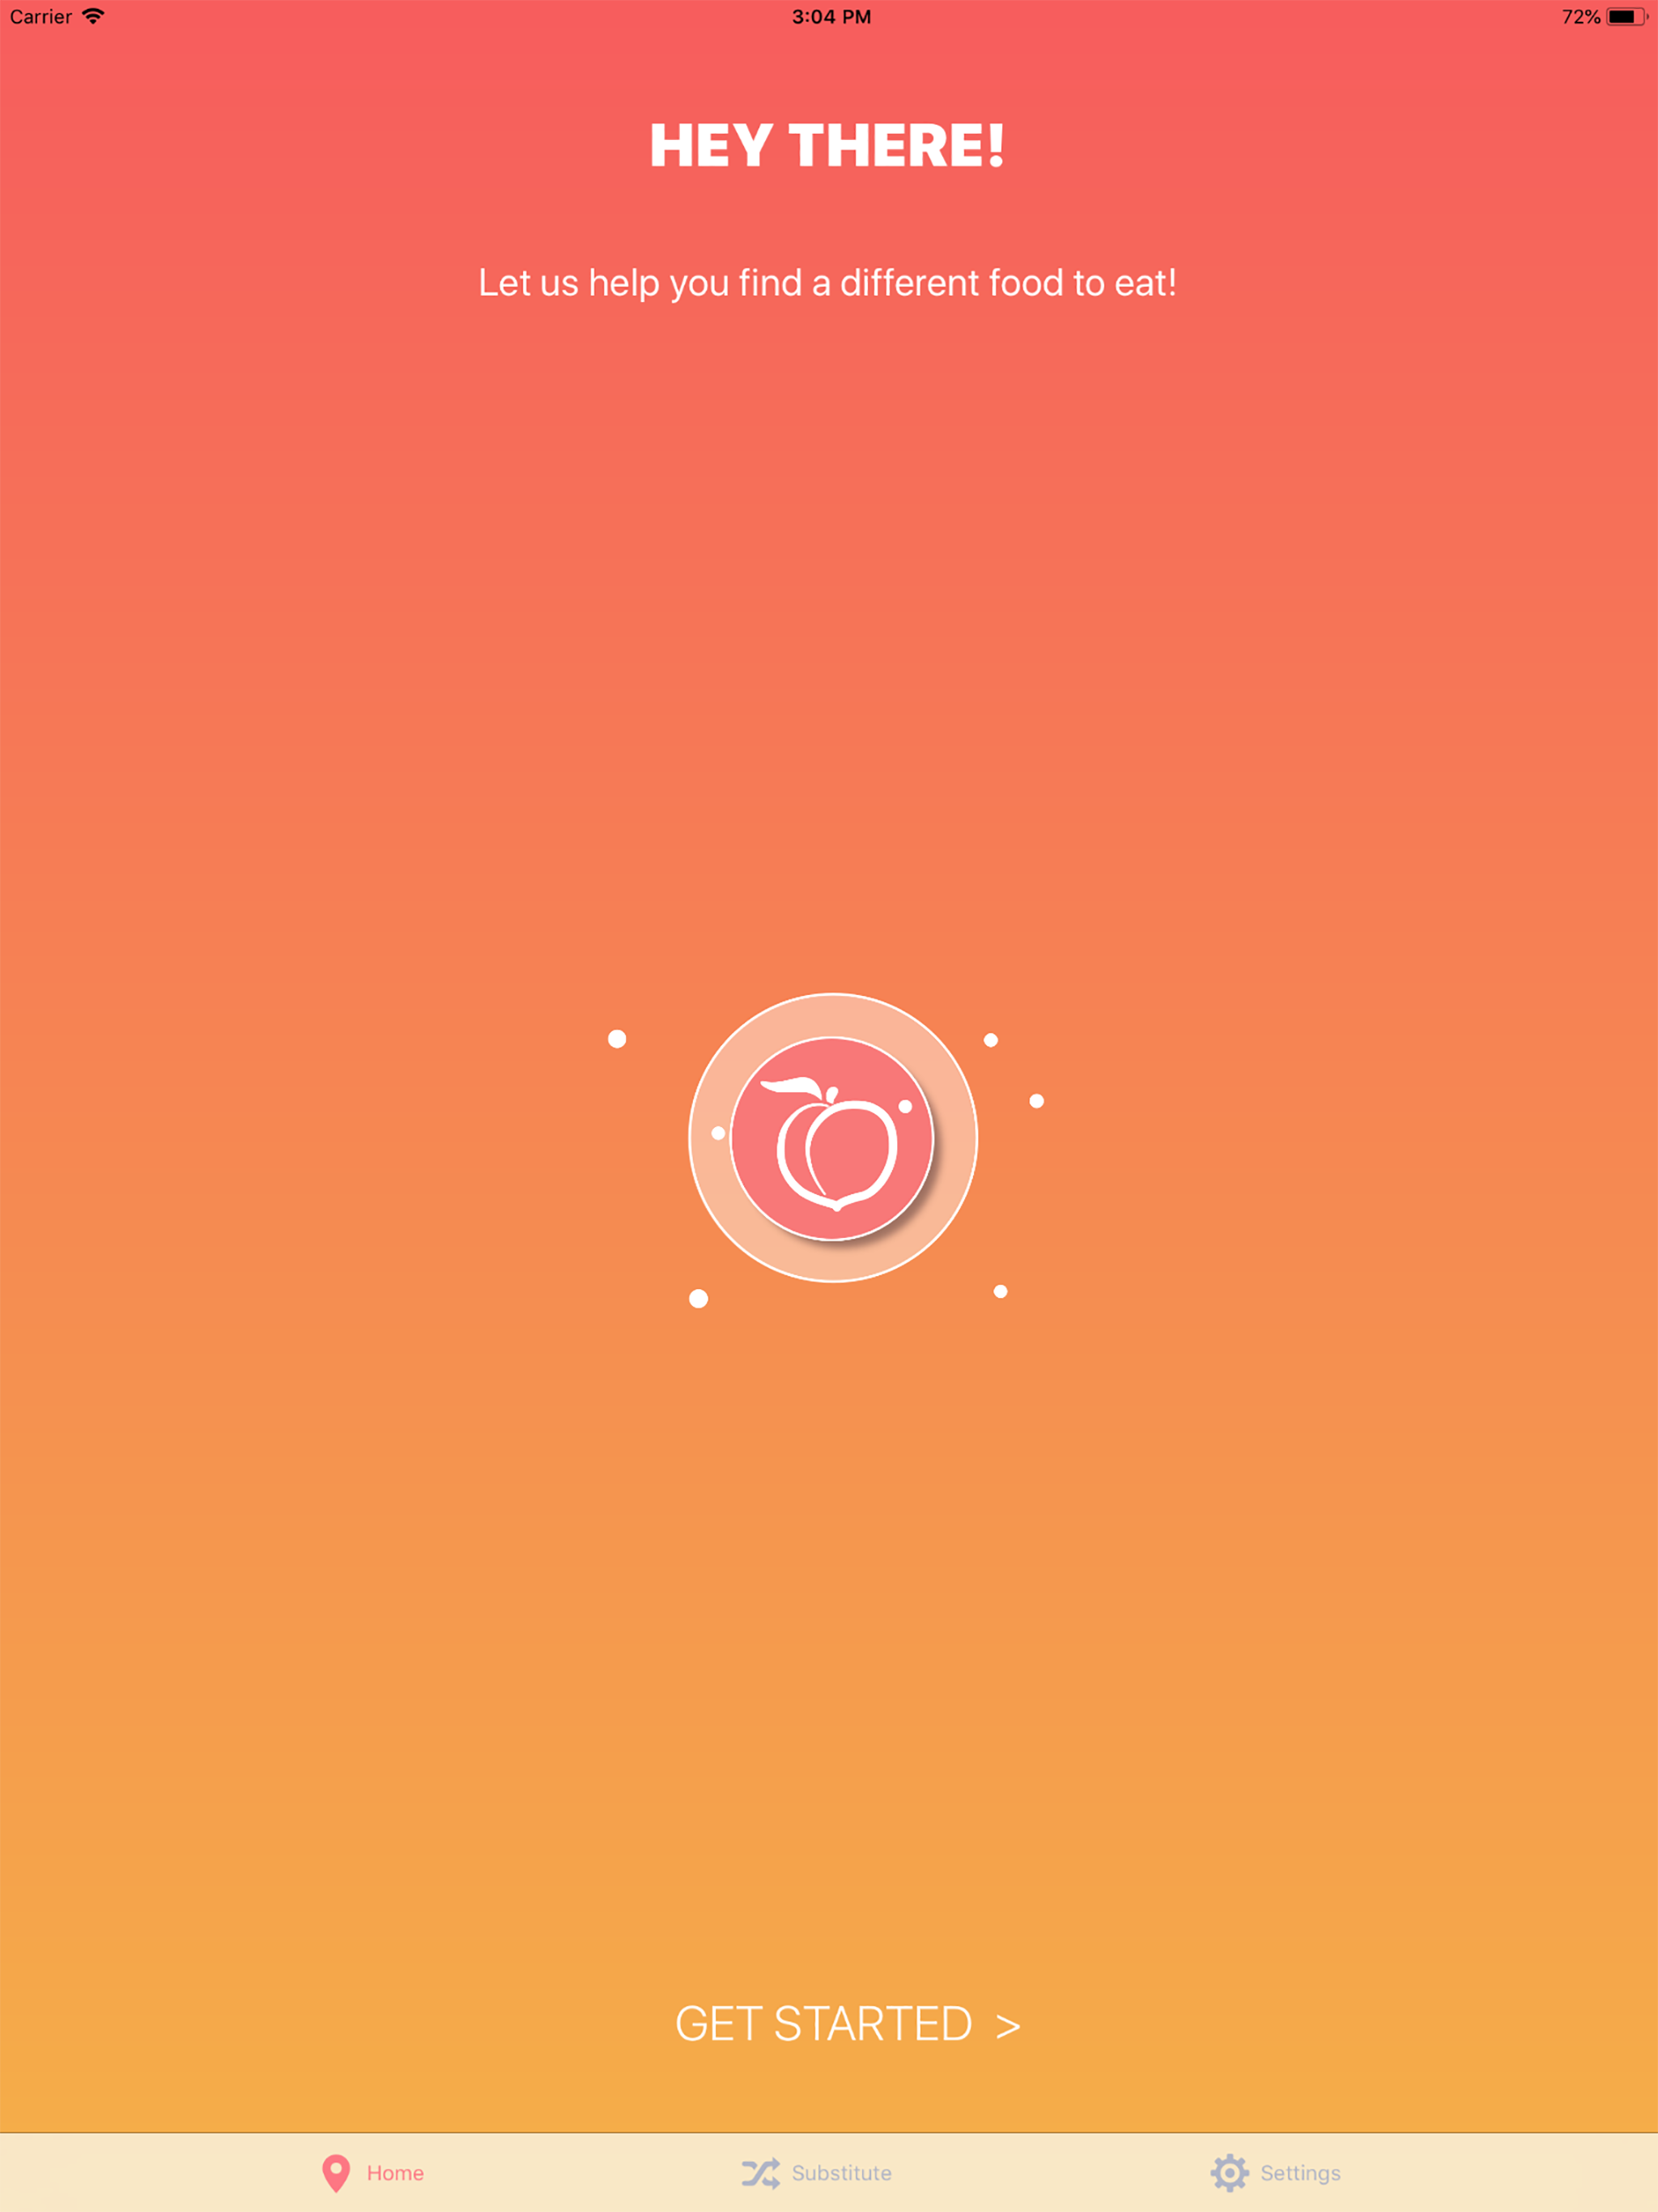 Carrier 3:04 PM 72%
HEY THERE!
Let us help you find a different food to eat!
GET STARTED >
Home Substitute Settings